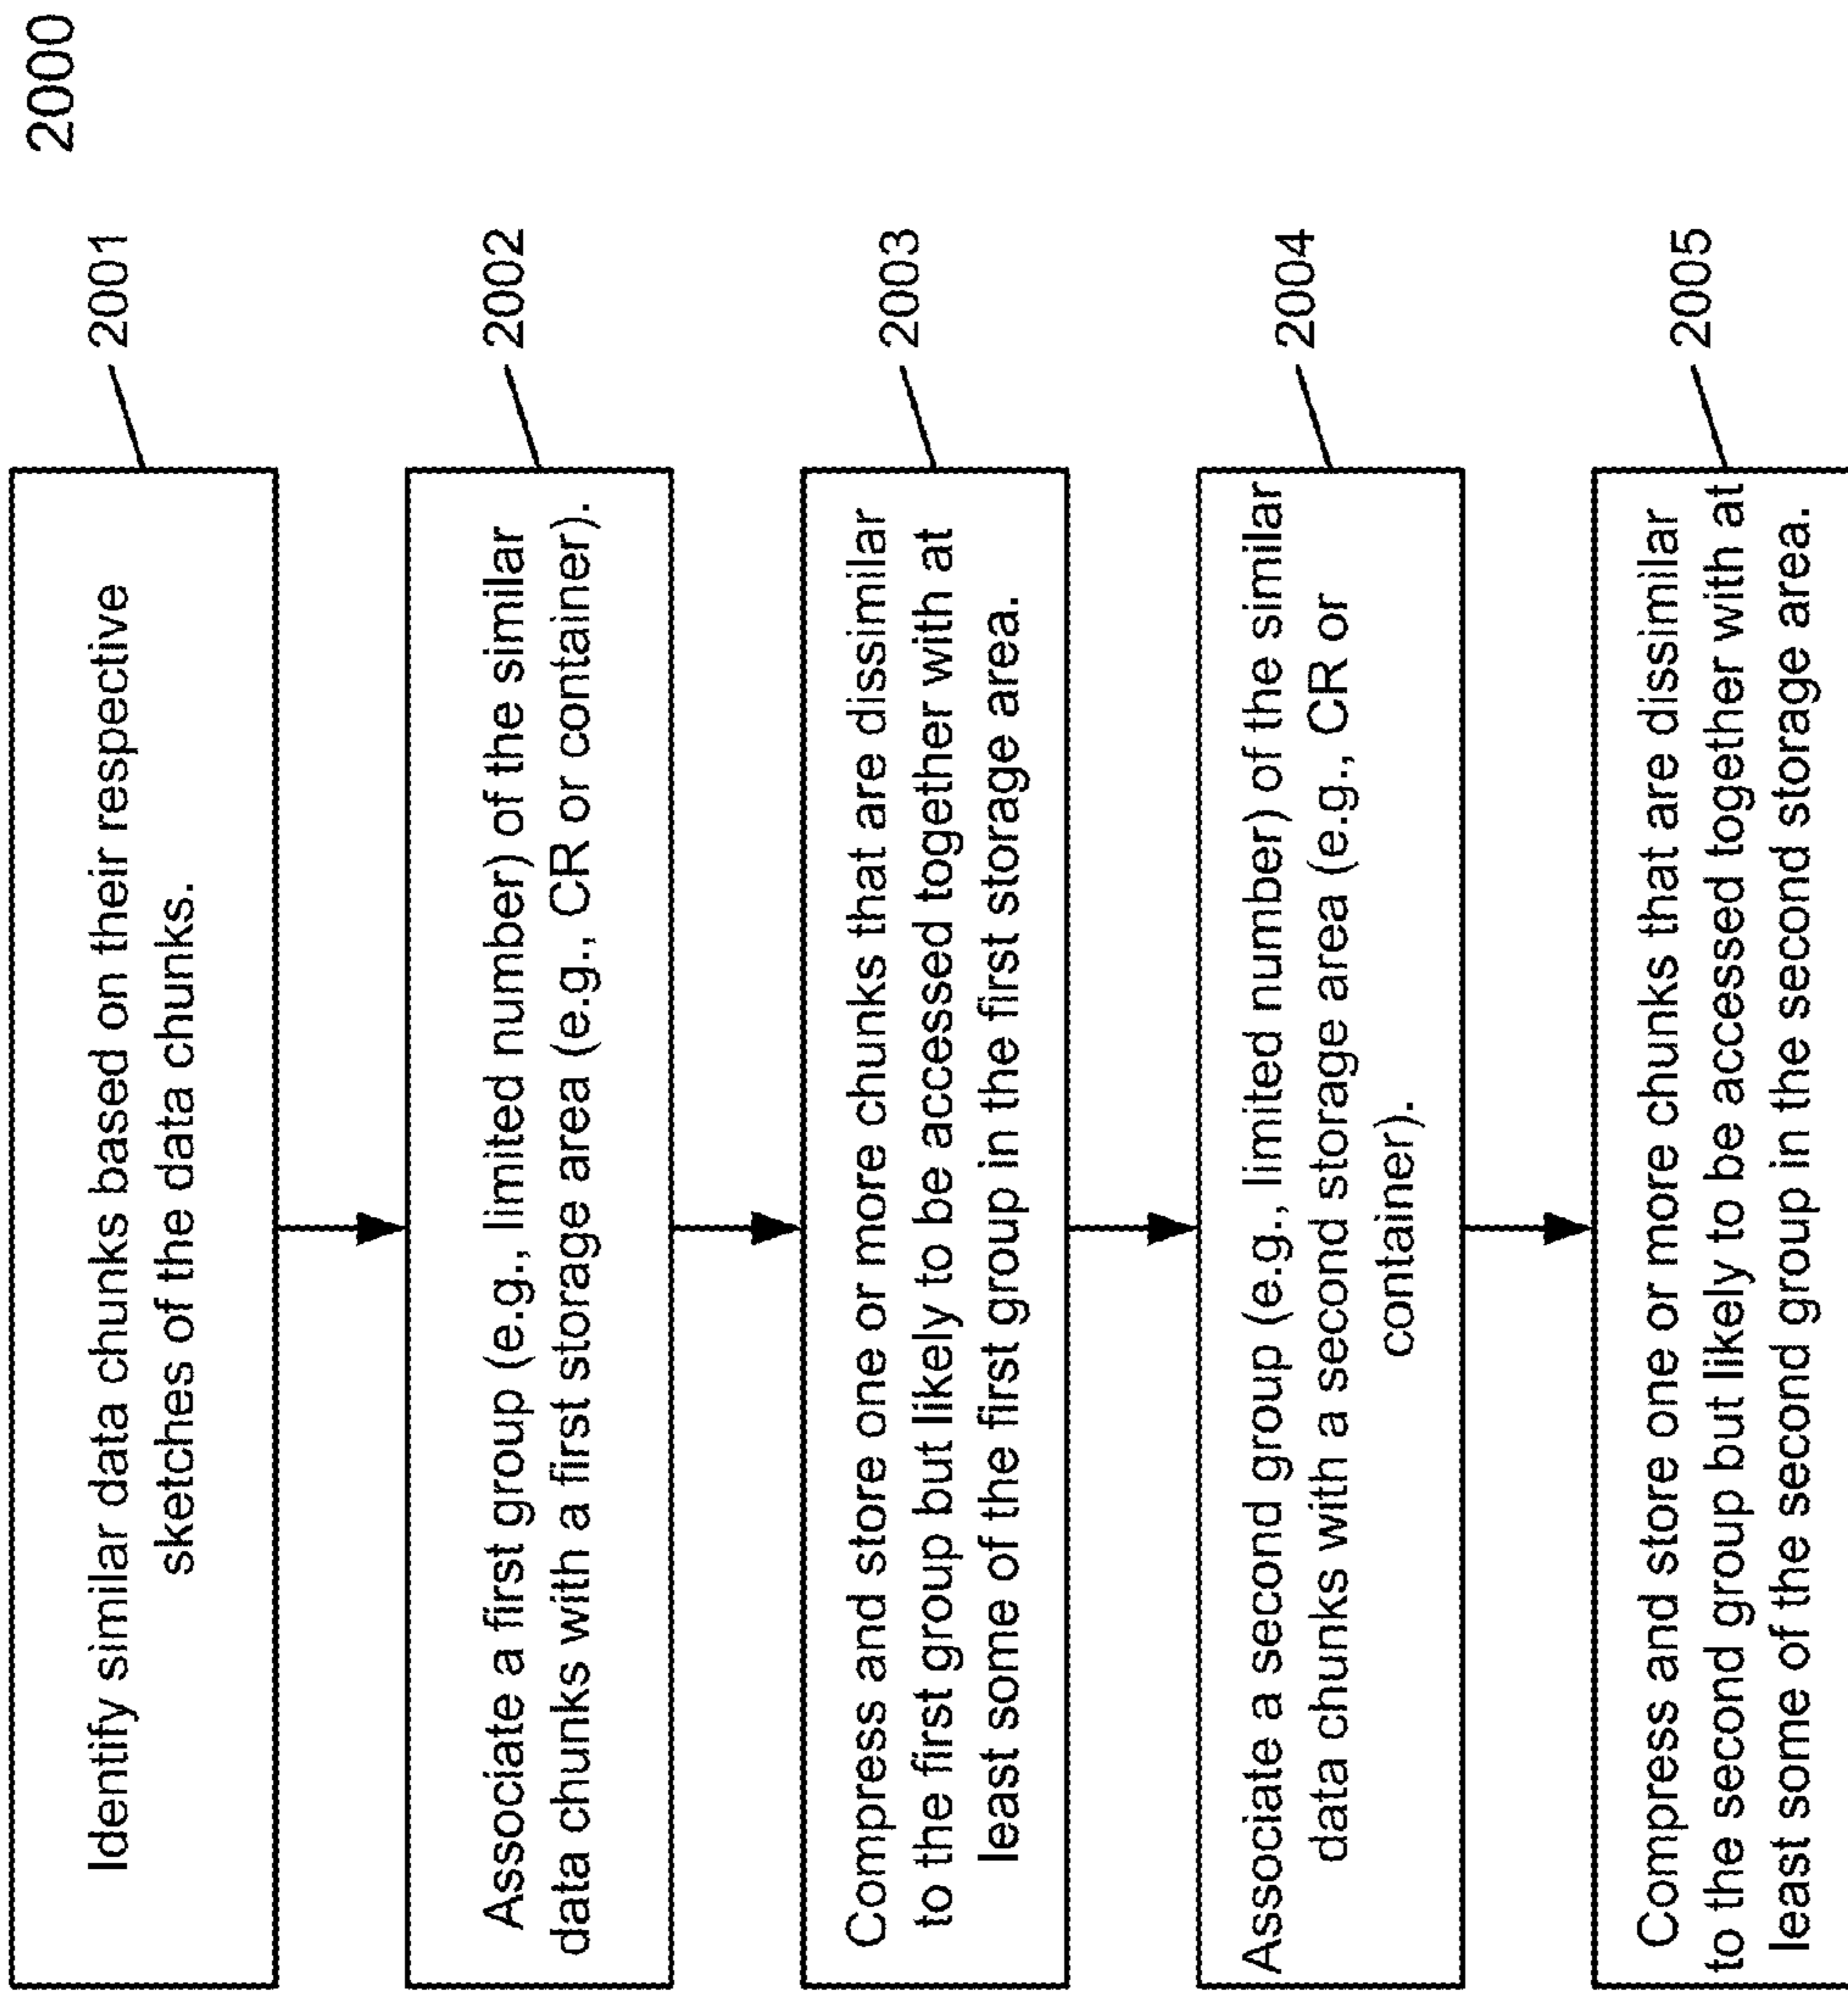 2000
Identify similar data chunks based on their respective
sketches of the data chunks.
2001
Associate a first group (e.g., limited number) of the similar
data chunks with a first storage area (e.g., CR or container).
2002
Compress and store one or more chunks that are dissimilar
to the first group but likely to be accessed together with at
least some of the first group in the first storage area.
2003
Associate a second group (e.g., limited number) of the similar
data chunks with a second storage area (e.g., CR or
container).
2004
Compress and store one or more chunks that are dissimilar
to the second group but likely to be accessed together with at
least some of the second group in the second storage area.
2005